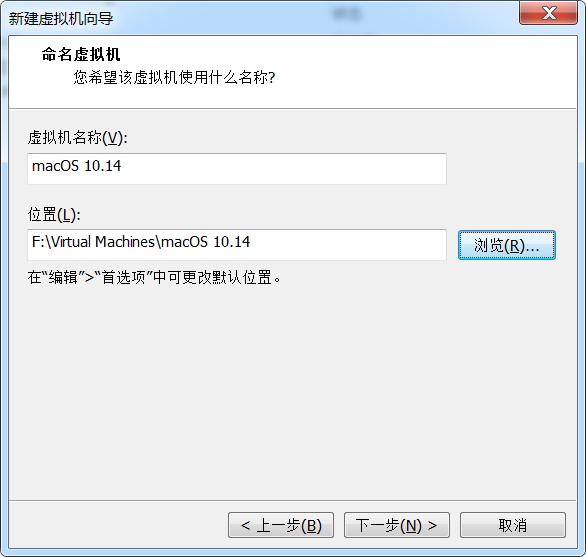 新建虚拟机向导
命名虚拟机
您希望该虚拟机使用什么名称?
虚拟机名称(V):
macOS 10.14
位置(L):
F:\Virtual Machines\macOS 10.14
浏览(R)...
在“编辑”>“首选项”中可更改默认位置。
< 上一步(B)
下一步(N) >
取消